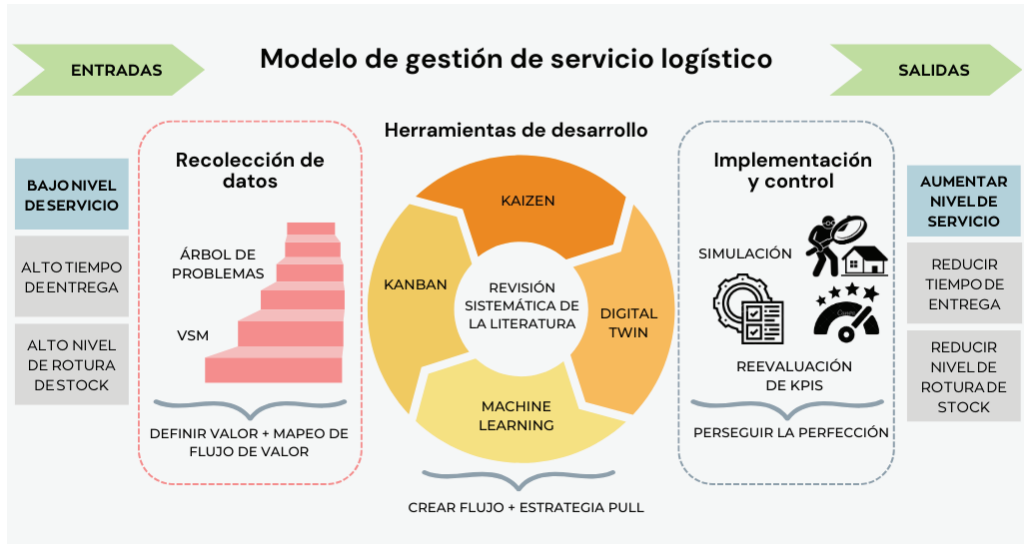 ENTRADAS
Modelo de gestión de servicio logístico
SALIDAS
BAJO NIVEL
DE SERVICIO
ALTO TIEMPO
DE ENTREGA
ALTO NIVEL
DE ROTURA
DE STOCK
Recolección de
datos
ÁRBOL DE
PROBLEMAS
VSM
DEFINIR VALOR + MAPEO DE
FLUJO DE VALOR
Herramientas de desarrollo
KAIZEN
KANBAN
REVISIÓN
SISTEMÁTICA DE
LA LITERATURA
DIGITAL
TWIN
MACHINE
LEARNING
CREAR FLUJO + ESTRATEGIA PULL
Implementación
y control
SIMULACIÓN
REEVALUACIÓN
DE KPIS
PERSEGUIR LA PERFECCIÓN
AUMENTAR
NIVEL DE
SERVICIO
REDUCIR
TIEMPO DE
ENTREGA
REDUCIR
NIVEL DE
ROTURA DE
STOCK